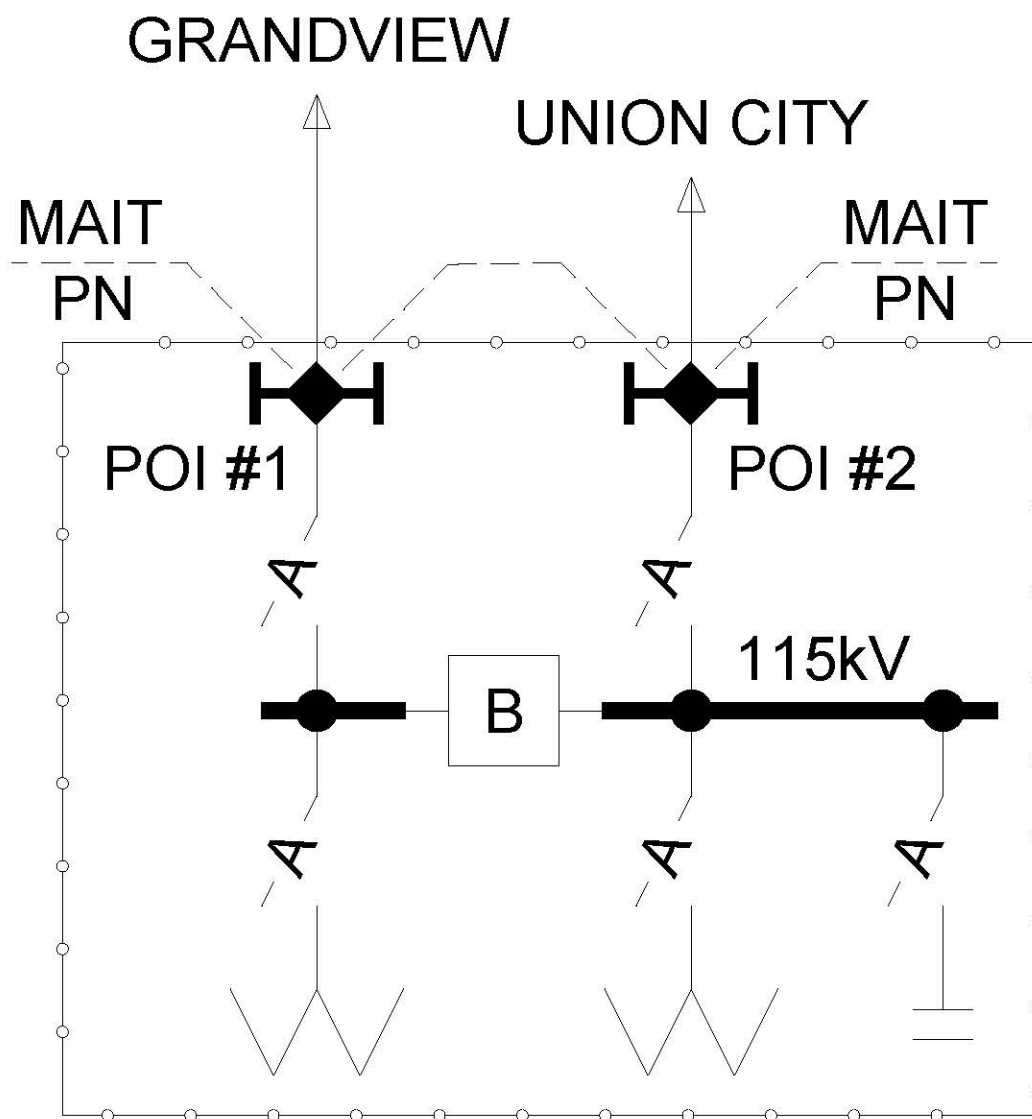 GRANDVIEW
UNION CITY
MAIT
MAIT
PN
PN
POI #1
POI #2
A
A
115kV
B
A
A
A